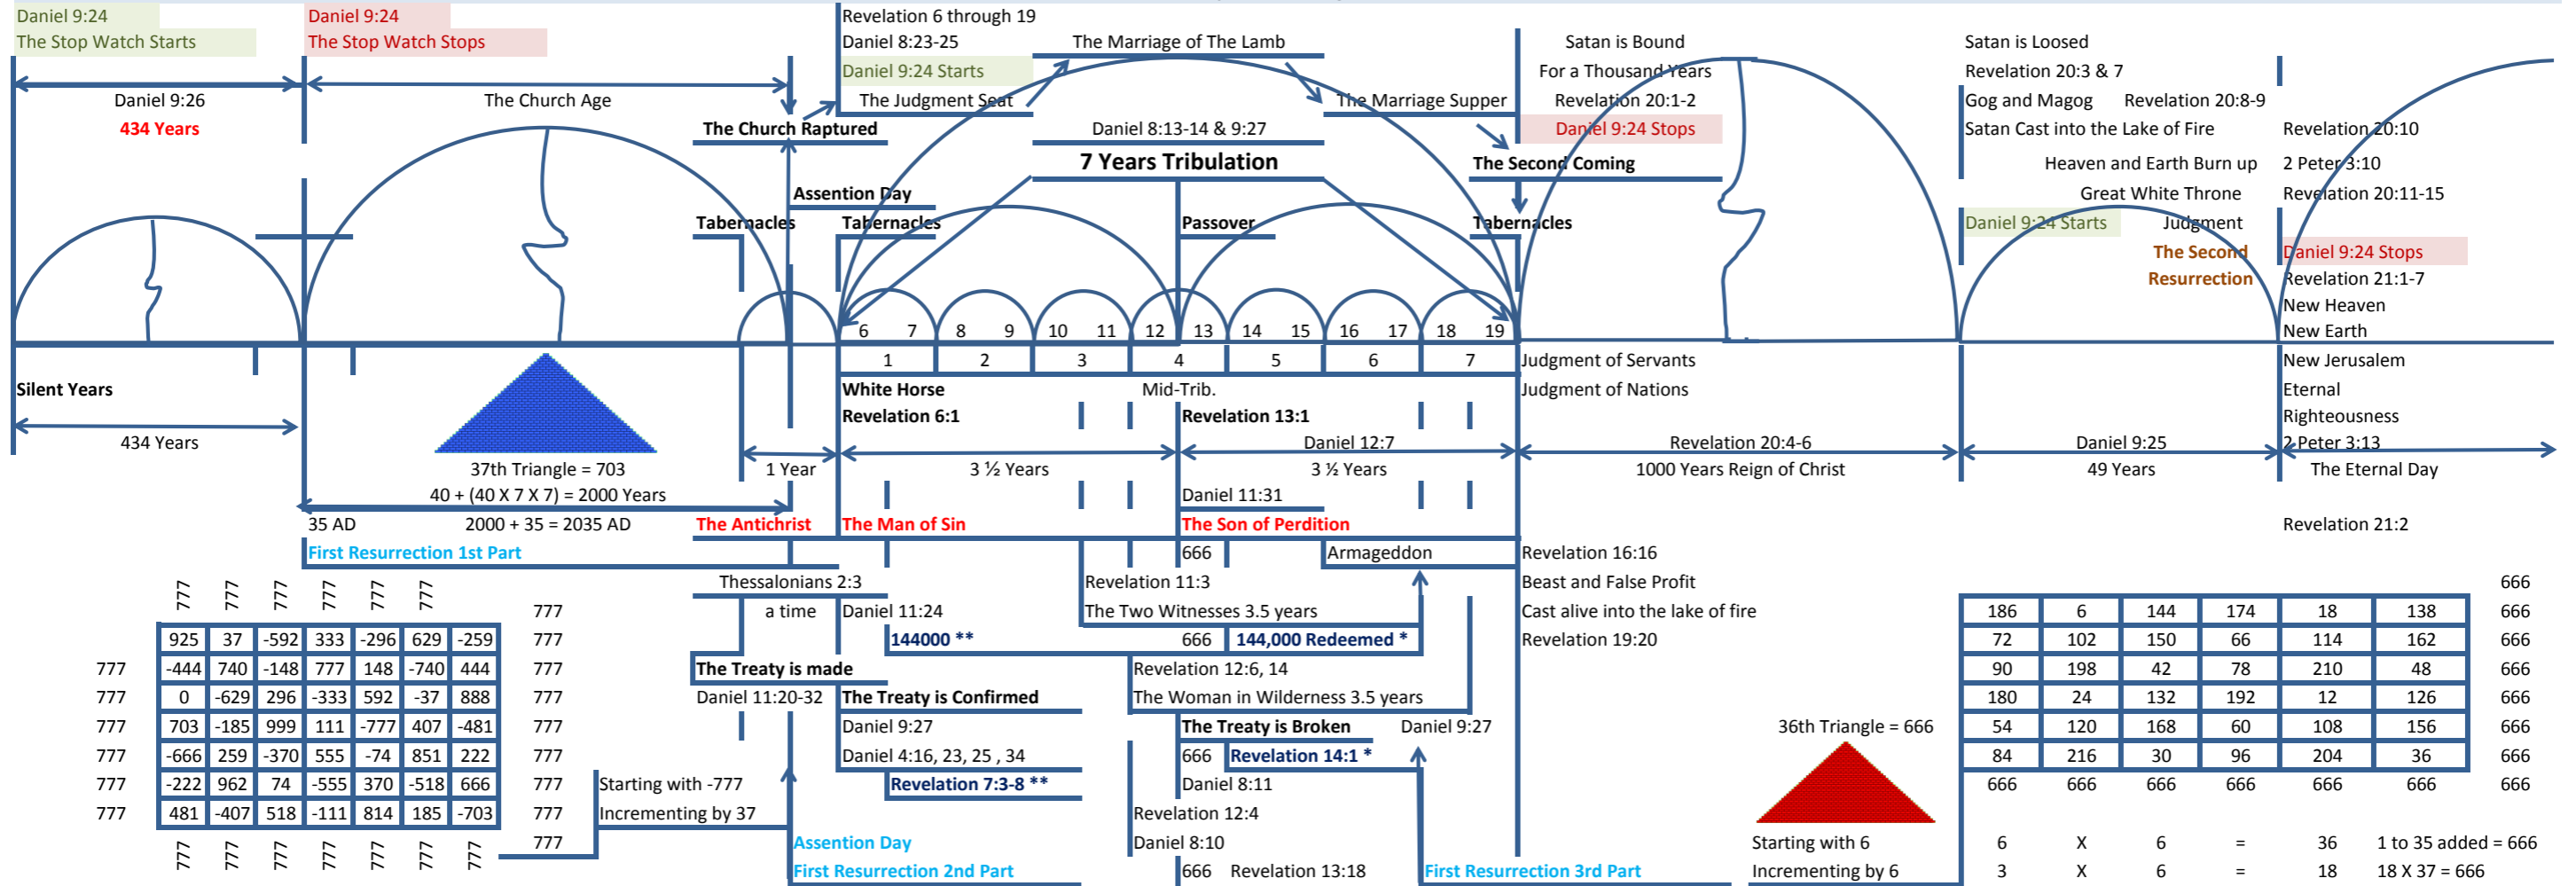 Daniel 9:24
The Stop Watch Starts
Daniel 9:24
The Stop Watch Stops
Daniel 9:26
434 Years
The Church Age
The Church Raptured
Assention Day
Tabernacles
Tabernacles
Revelation 6 through 19
Daniel 8:23-25
Daniel 9:24 Starts
The Judgment Seat
The Marriage of The Lamb
The Marriage Supper
Daniel 8:13-14 & 9:27
7 Years Tribulation
Passover
The Second Coming
Tabernacles
Satan is Bound
For a Thousand Years
Revelation 20:1-2
Daniel 9:24 Stops
Satan is Loosed
Revelation 20:3 & 7
Gog and Magog Revelation 20:8-9
Satan Cast into the Lake of Fire Revelation 20:10
Heaven and Earth Burn up 2 Peter 3:10
Great White Throne Revelation 20:11-15
Daniel 9:24 Starts Judgment
The Second Daniel 9:24 Stops
Resurrection Revelation 21:1-7
New Heaven
New Earth
New Jerusalem
Eternal
Righteousness
2 Peter 3:13
The Eternal Day
Revelation 21:2
6 7 8 9 10 11 12 13 14 15 16 17 18 19
1 2 3 4 5 6 7
Judgment of Servants
Judgment of Nations
Silent Years
434 Years
37th Triangle = 703
40 + (40 X 7 X 7) = 2000 Years
35 AD 2000 + 35 = 2035 AD
First Resurrection 1st Part
1 Year
White Horse
Revelation 6:1
3 ½ Years
Mid-Trib.
Revelation 13:1
Daniel 12:7
3 ½ Years
Revelation 20:4-6
1000 Years Reign of Christ
Daniel 9:25
49 Years
Daniel 11:31
The Antichrist
The Man of Sin
The Son of Perdition
666
Armageddon
Revelation 16:16
Beast and False Profit
Cast alive into the lake of fire
Revelation 19:20
Thessalonians 2:3
a time
Daniel 11:24
144000 **
Revelation 11:3
The Two Witnesses 3.5 years
666 144,000 Redeemed *
The Treaty is made
Daniel 11:20-32
The Treaty is Confirmed
Daniel 9:27
Daniel 4:16, 23, 25 , 34
Revelation 7:3-8 **
Revelation 12:6, 14
The Woman in Wilderness 3.5 years
The Treaty is Broken Daniel 9:27
666 Revelation 14:1 *
Daniel 8:11
Revelation 12:4
Daniel 8:10
666 Revelation 13:18
Assention Day
First Resurrection 2nd Part
First Resurrection 3rd Part
777 777 777 777 777 777
777
925 37 -592 333 -296 629 -259 777
777 -444 740 -148 777 148 -740 444 777
777 0 -629 296 -333 592 -37 888 777
777 703 -185 999 111 -777 407 -481 777
777 -666 259 -370 555 -74 851 222 777
777 -222 962 74 -555 370 -518 666 777
777 481 -407 518 -111 814 185 -703 777
777 777 777 777 777 777 777 777
Starting with -777
Incrementing by 37
36th Triangle = 666
Starting with 6
Incrementing by 6
666
186 6 144 174 18 138 666
72 102 150 66 114 162 666
90 198 42 78 210 48 666
180 24 132 192 12 126 666
54 120 168 60 108 156 666
84 216 30 96 204 36 666
666 666 666 666 666 666 666
6 X 6 = 36 1 to 35 added = 666
3 X 6 = 18 18 X 37 = 666